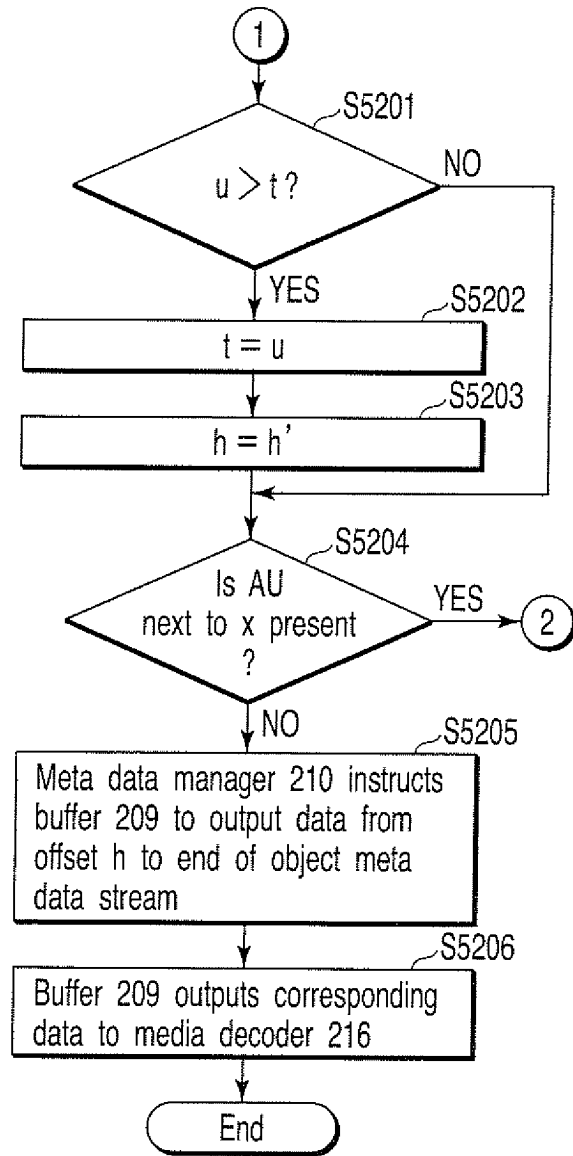 1
S5201
u > t?
NO
YES
S5202
t = u
S5203
h = h'
S5204
Is AU
next to x present
?
YES
2
NO
S5205
Meta data manager 210 instructs
buffer 209 to output data from
offset h to end of object meta
data stream
S5206
Buffer 209 outputs corresponding
data to media decoder 216
End